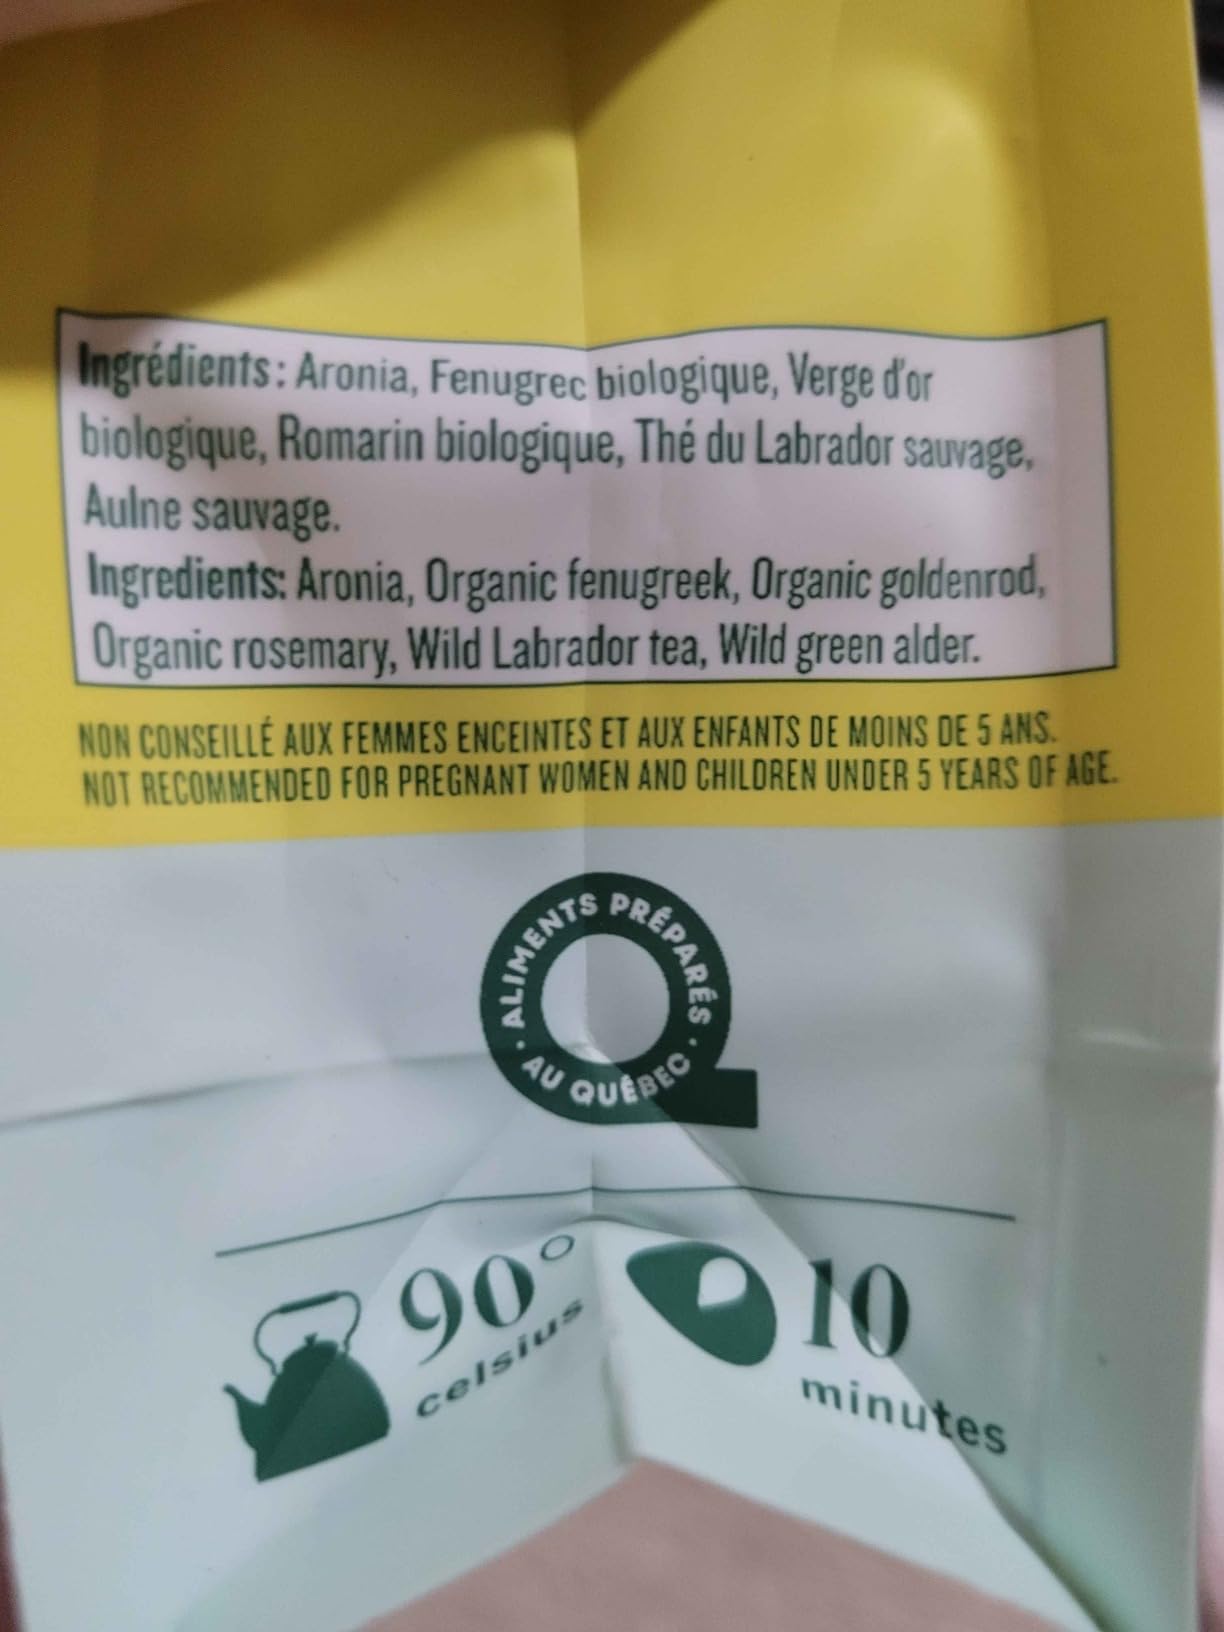 Ingrédients: Aronia, Fenugrec biologique, Verge d'or
biologique, Romarin biologique, Thé du Labrador sauvage,
Aulne sauvage.
Ingredients: Aronia, Organic fenugreek, Organic goldenrod,
Organic rosemary, Wild Labrador tea, Wild green alder.
NON CONSEILLÉ AUX FEMMES ENCEINTES ET AUX ENFANTS DE MOINS DE 5 ANS.
NOT RECOMMENDED FOR PREGNANT WOMEN AND CHILDREN UNDER 5 YEARS OF AGE.
ALIMENTS PRÉPARÉS
· AU QUÉBEC ·
90°
celsius
10
minutes